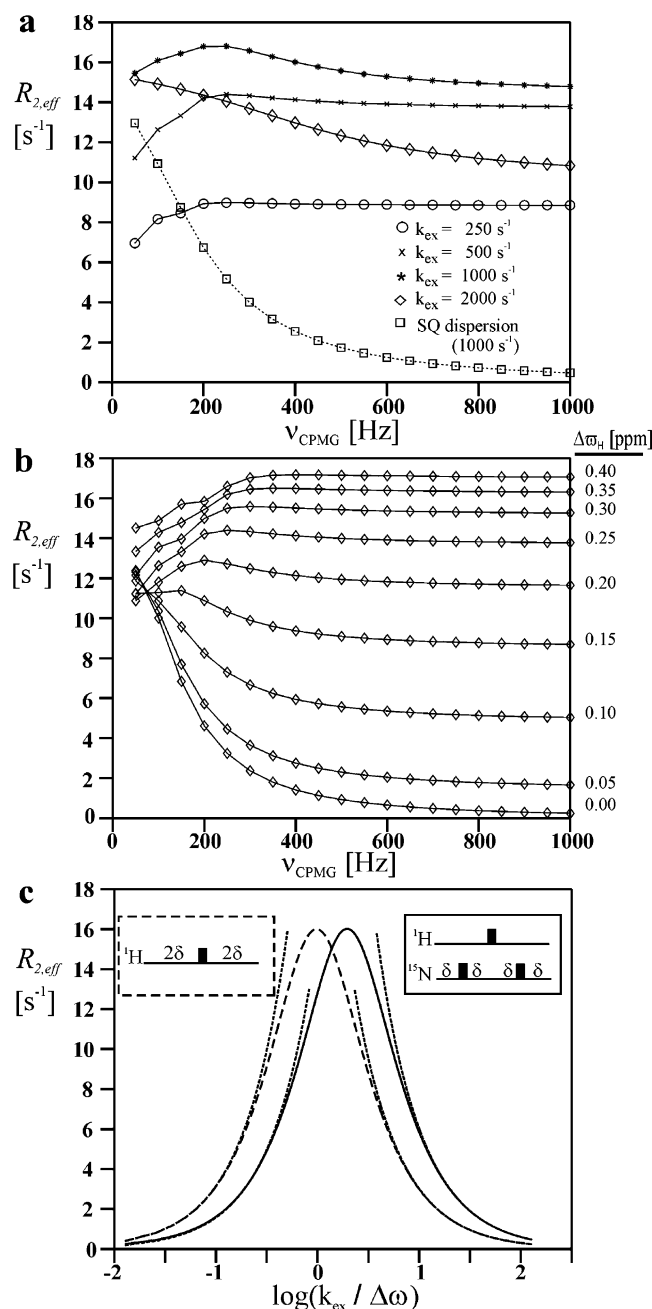 a
18
16
14
12
10
8
6
4
2
0
R2,eff
[s-1]
kex = 250 s-1
kex = 500 s-1
kex = 1000 s-1
kex = 2000 s-1
SQ dispersion
(1000 s-1)
0 200 400 600 800 1000
νCPMG [Hz]
b
ΔϖH [ppm]
18
16
14
12
10
8
6
4
2
0
R2,eff
[s-1]
0.40
0.35
0.30
0.25
0.20
0.15
0.10
0.05
0.00
0 200 400 600 800 1000
νCPMG [Hz]
c
18
16
14
12
10
8
6
4
2
0
R2,eff
[s-1]
1H 2δ 2δ
1H
15N δ δ δ δ
-2 -1 0 1 2
log(kex / Δω)